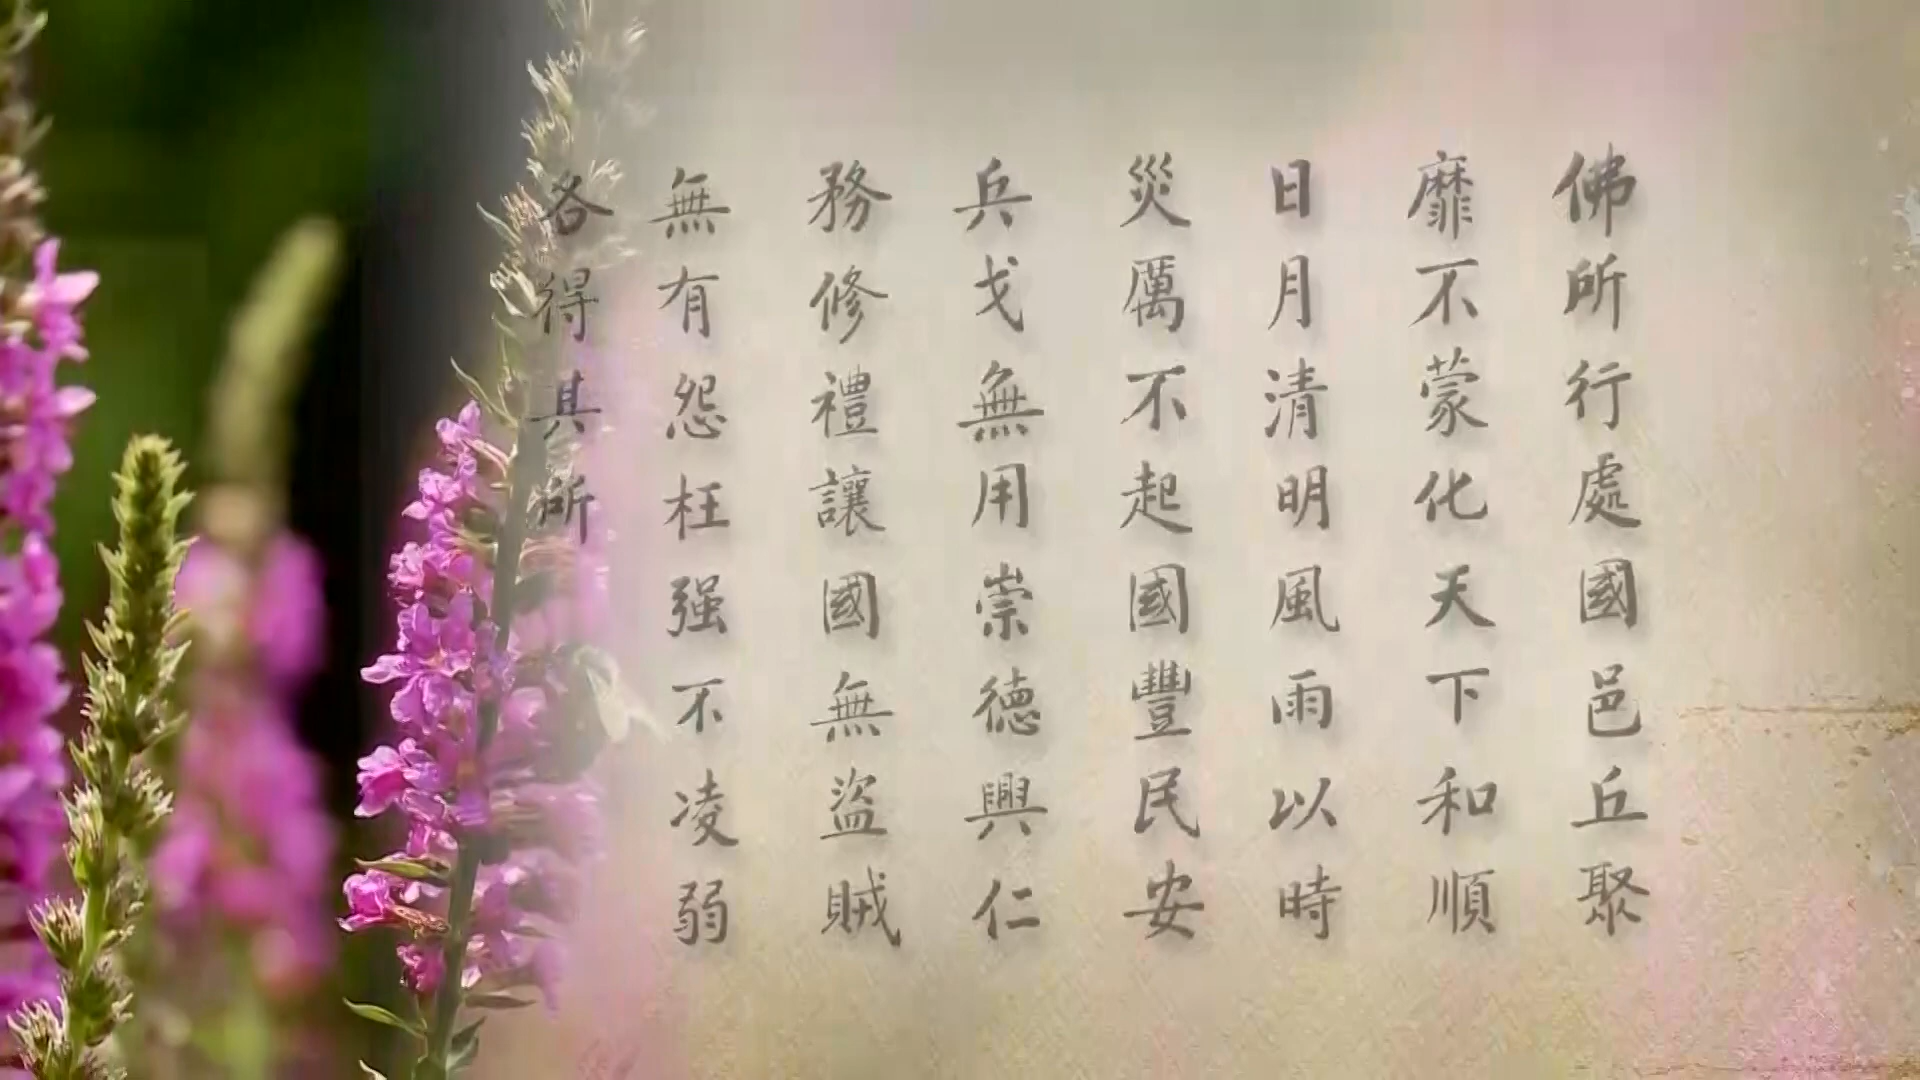 佛所行處國邑丘聚
靡不蒙化天下和順
日月清明風雨以時
災厲不起國豐民安
兵戈無用崇德興仁
務修禮讓國無盜賊
無有怨枉强不凌弱
各得其所